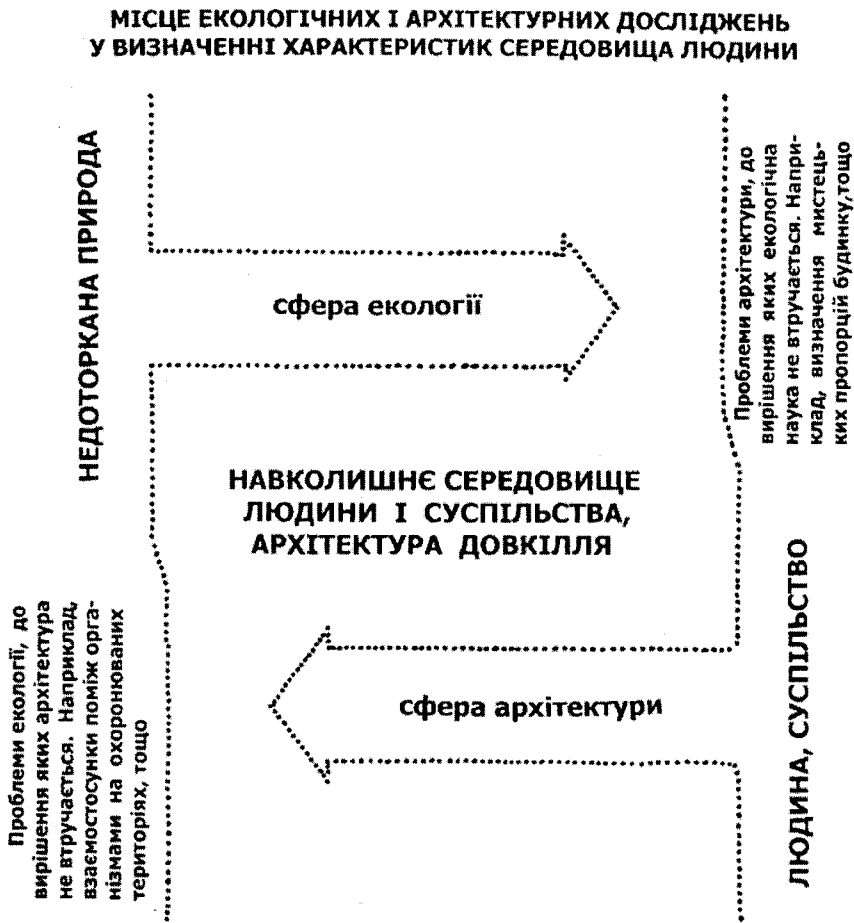 МІСЦЕ ЕКОЛОГІЧНИХ І АРХІТЕКТУРНИХ ДОСЛІДЖЕНЬ
У ВИЗНАЧЕННІ ХАРАКТЕРИСТИК СЕРЕДОВИЩА ЛЮДИНИ
НЕДОТОРКАНА ПРИРОДА
сфера екології
Проблеми архітектури, до
вирішення яких екологічна
наука не втручається. Напри-
клад, визначення мистець-
ких пропорцій будинку,тощо
НАВКОЛИШНЄ СЕРЕДОВИЩЕ
ЛЮДИНИ І СУСПІЛЬСТВА,
АРХІТЕКТУРА ДОВКІЛЛЯ
Проблеми екології, до
вирішення яких архітектура
не втручається. Наприклад,
взаємостосунки поміж орга-
нізмами на охоронюваних
територіях, тощо
сфера архітектури
ЛЮДИНА, СУСПІЛЬСТВО